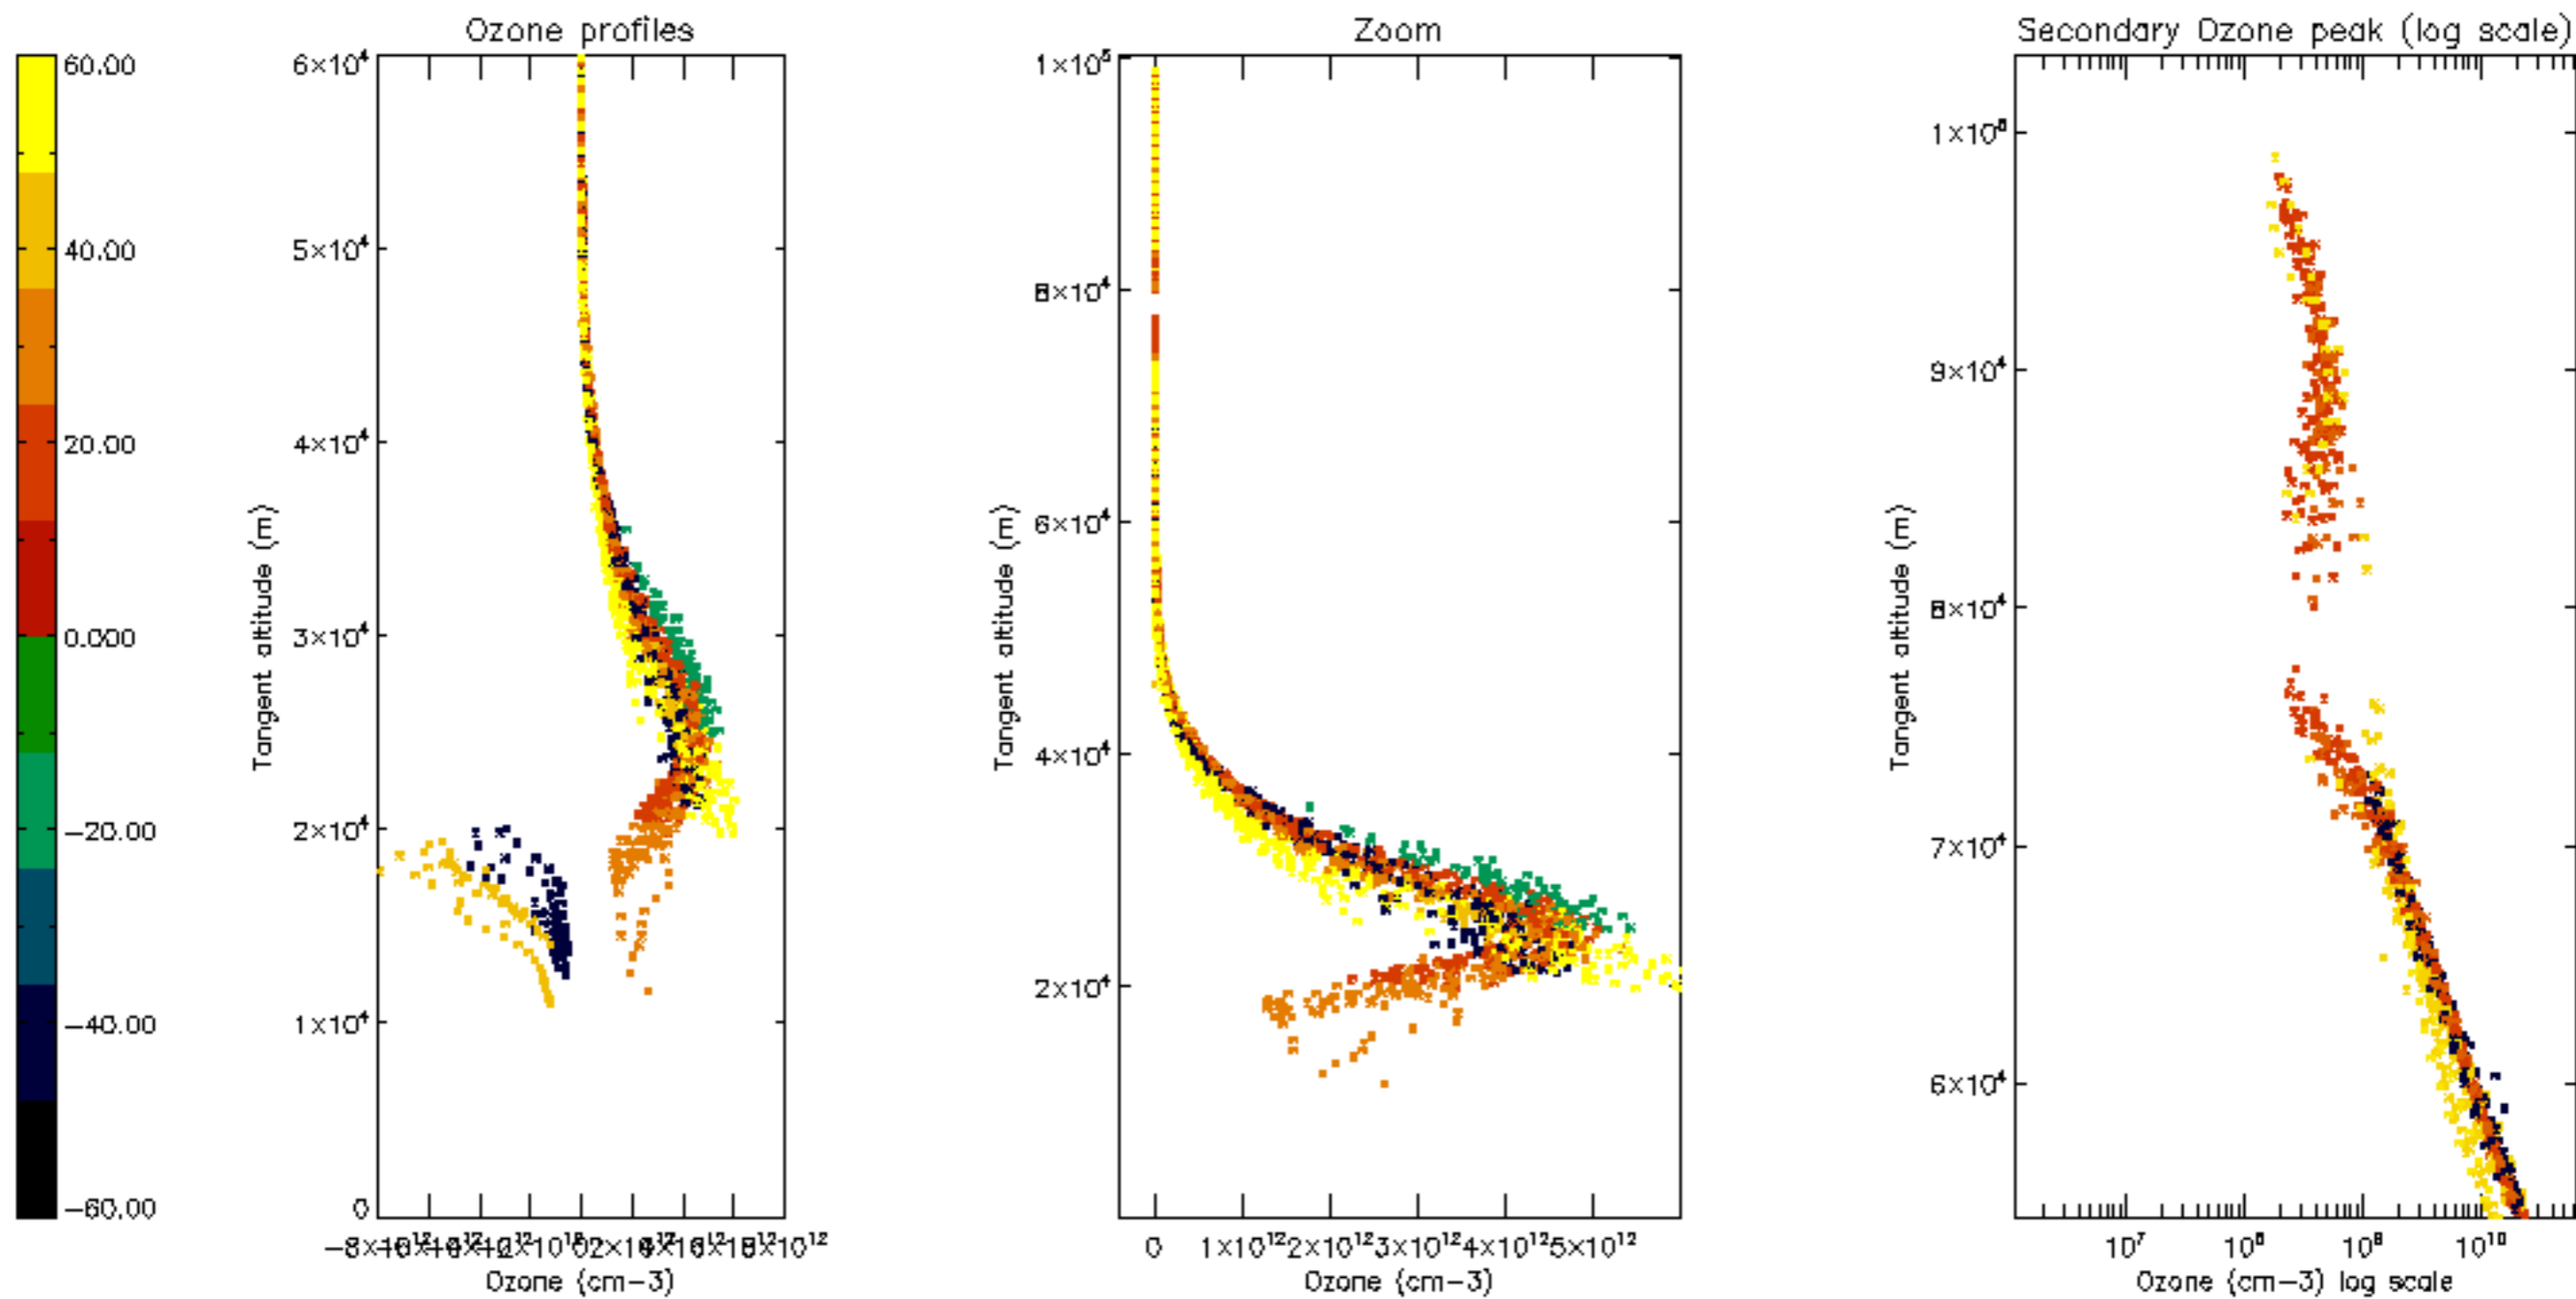 Ozone profiles
Zoom
Secondary Ozone peak (log scale)
60.00
40.00
20.00
0.000
−20.00
−40.00
−60.00
6×10⁴
5×10⁴
4×10⁴
3×10⁴
2×10⁴
1×10⁴
0
Tangent altitude (m)
Ozone (cm−3)
1×10⁵
8×10⁴
6×10⁴
4×10⁴
2×10⁴
Tangent altitude (m)
0 1×10¹² 2×10¹² 3×10¹² 4×10¹² 5×10¹²
Ozone (cm−3)
9×10⁴
8×10⁴
7×10⁴
6×10⁴
Tangent altitude (m)
10⁷ 10⁸ 10⁹ 10¹⁰
Ozone (cm−3) log scale